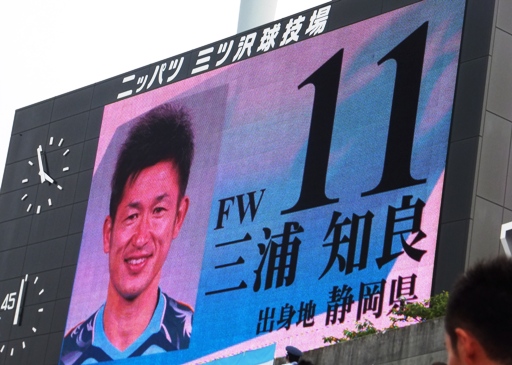 ニッパツ 三ツ沢球技場
11
FW
三浦 知良
出身地 静岡県
45